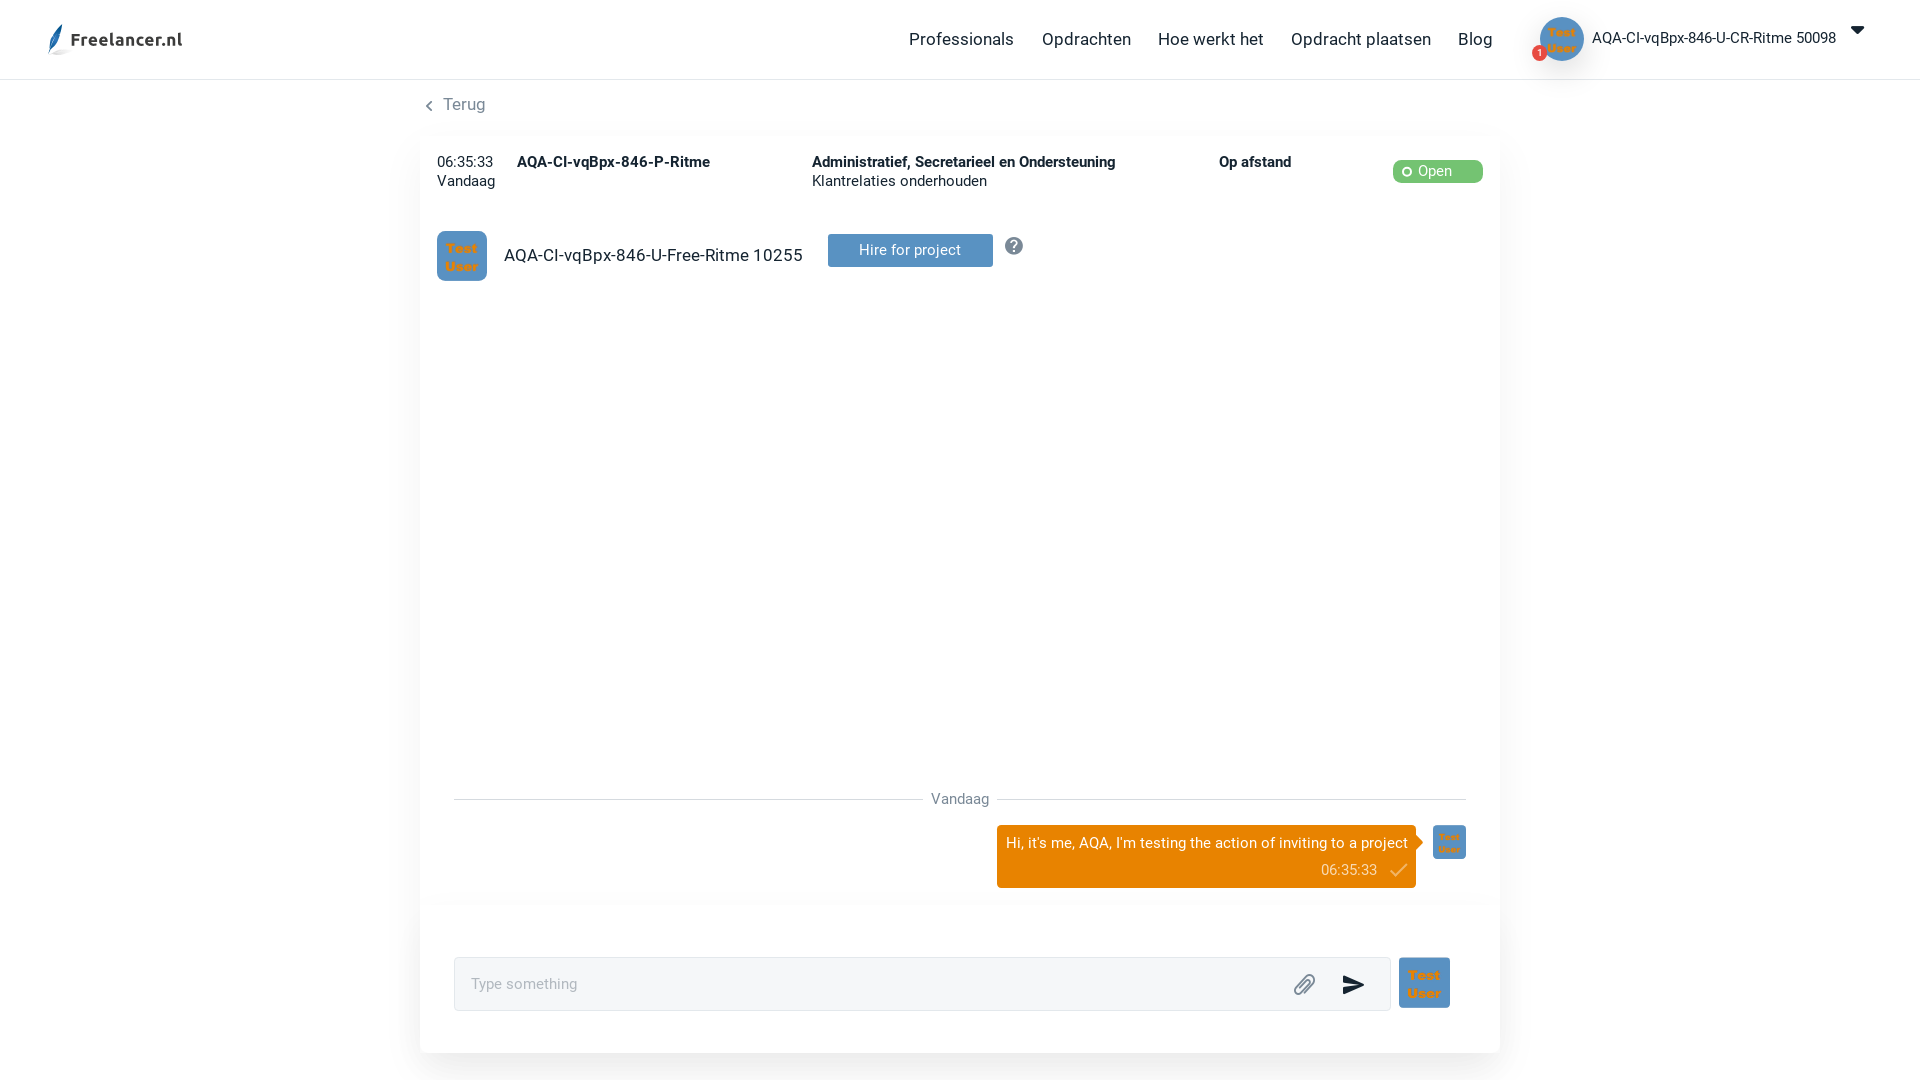 Freelancer.nl
Professionals
Opdrachten
Hoe werkt het
Opdracht plaatsen
Blog
Test
User
1
AQA-CI-vqBpx-846-U-CR-Ritme 50098
Terug
06:35:33
Vandaag
AQA-CI-vqBpx-846-P-Ritme
Administratief, Secretarieel en Ondersteuning
Klantrelaties onderhouden
Op afstand
Open
Test
User
AQA-CI-vqBpx-846-U-Free-Ritme 10255
Hire for project
?
Vandaag
Hi, it's me, AQA, I'm testing the action of inviting to a project
06:35:33
Test
User
Type something
Test
User